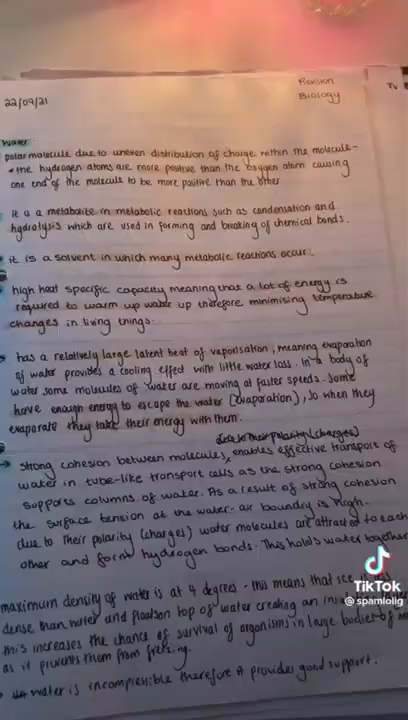 Revision
Biology
22/09/21
Water
polar molecule due to uneven distribution of charge within the molecule -
the hydrogen atoms are more positive than the oxygen atom causing
one end of the molecule to be more positive than the other
it is a metabolite in metabolic reactions such as condensation and
hydrolysis which are used in forming and breaking of chemical bonds.
it is a solvent in which many metabolic reactions occur.
high heat specific capacity meaning that a lot of energy is
required to warm up water up therefore minimising temperature
changes in living things.
has a relatively large latent heat of vaporisation, meaning evaporation
of water provides a cooling effect with little water loss. In a body of
water some molecules of water are moving at faster speeds. Some
have enough energy to escape the water (evaporation), so when they
evaporate they take their energy with them.
due to their polarity (charges)
→ strong cohesion between molecules, enables effective transport of
water in tube-like transport cells as the strong cohesion
supports columns of water. As a result of strong cohesion
the surface tension at the water-air boundry is high.
due to their polarity (charges) water molecules are attracted to each
other and form hydrogen bonds. This holds water together
maximum density of water is at 4 degrees - this means that ice
dense than water and on top of water creating an
this increases the chance of survival of organisms in large bodies of
as it prevents them from freezing.
water is incompressible therefore it provides good support.
TikTok
@spamlolig